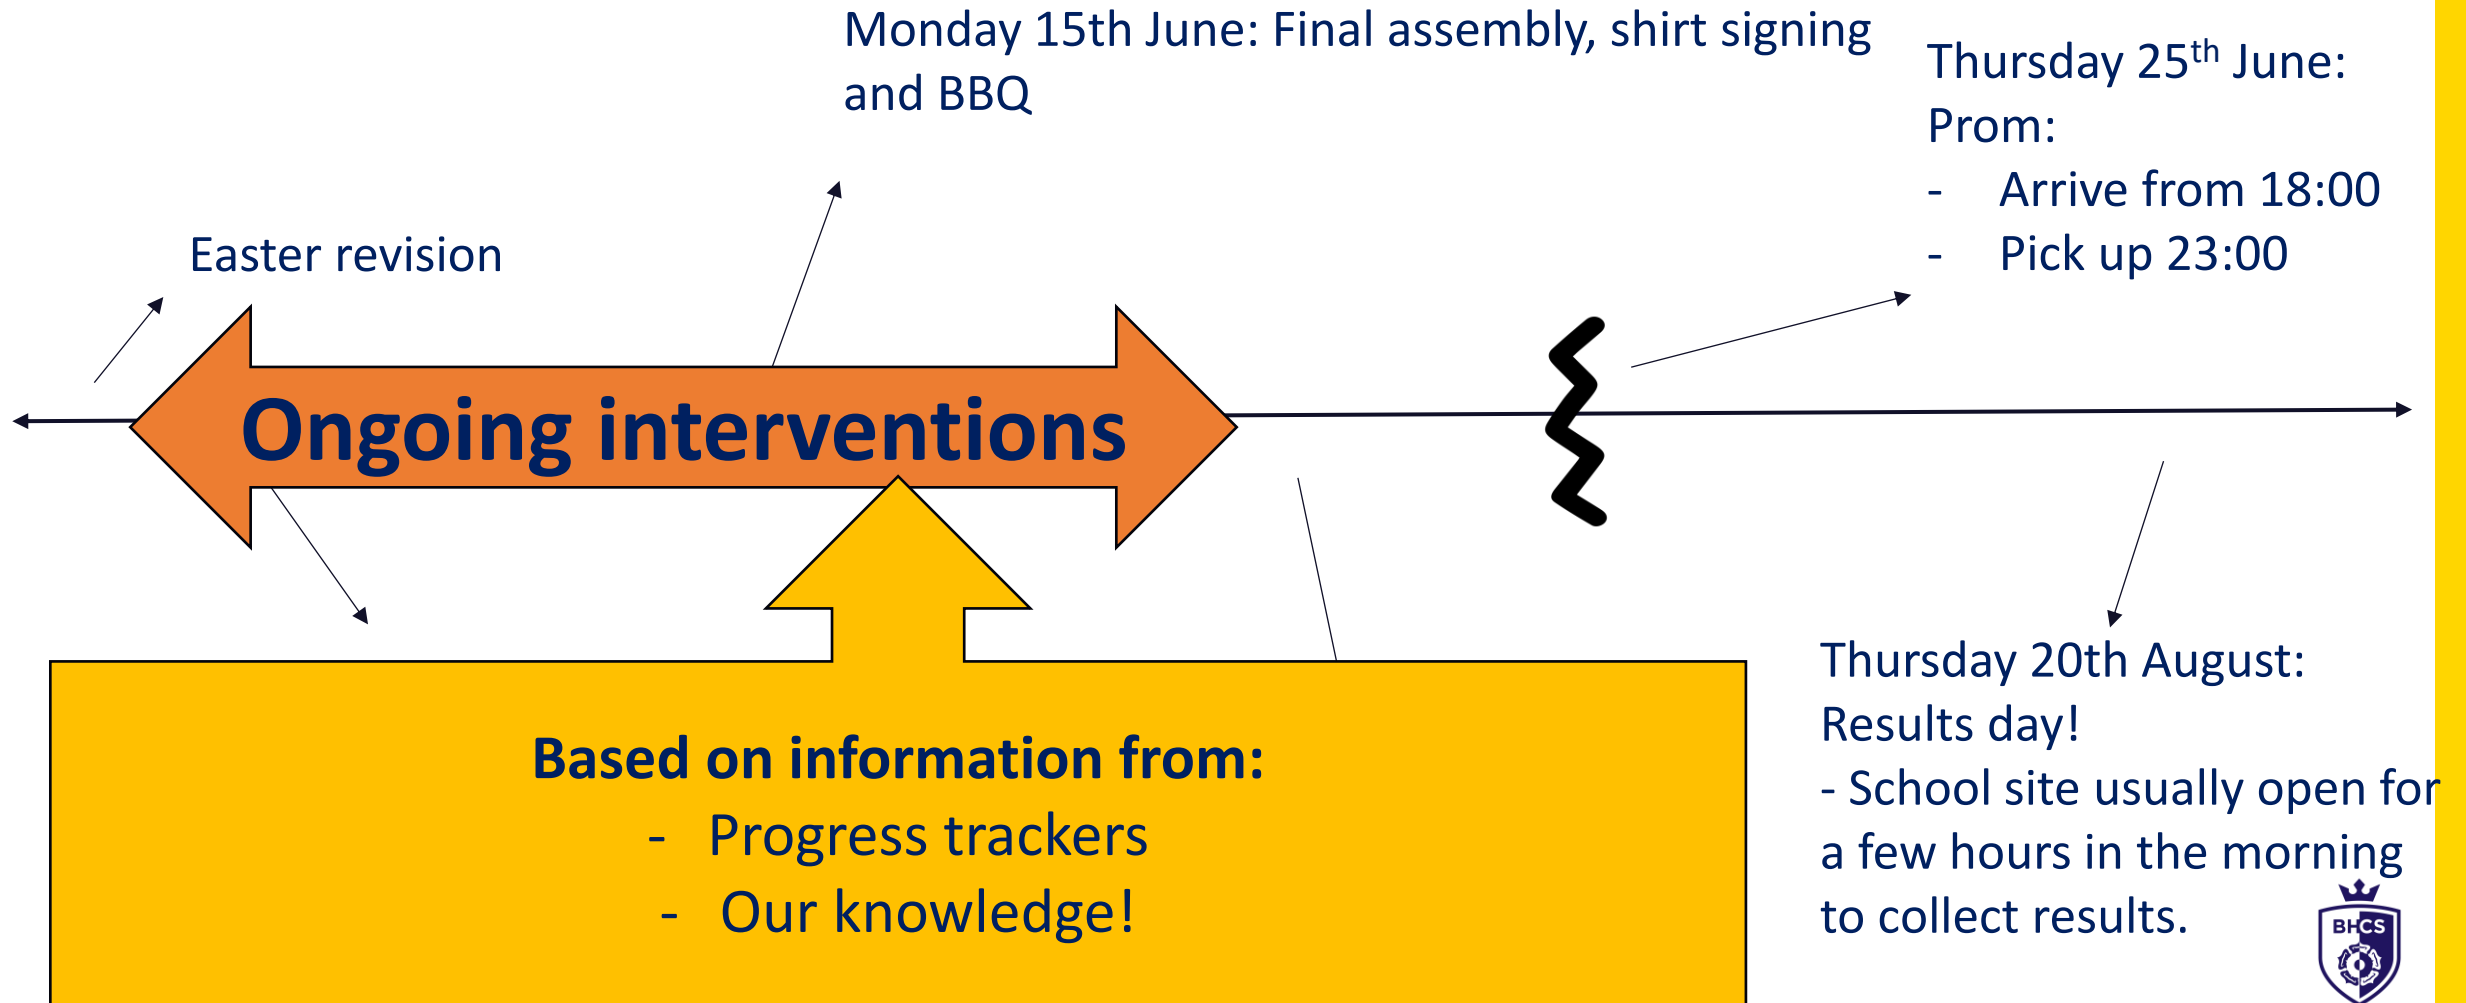 Monday 15th June: Final assembly, shirt signing
and BBQ
Thursday 25th June:
Prom:
- Arrive from 18:00
- Pick up 23:00
Easter revision
Ongoing interventions
Based on information from:
- Progress trackers
- Our knowledge!
Thursday 20th August:
Results day!
- School site usually open for
a few hours in the morning
to collect results.
BHCS